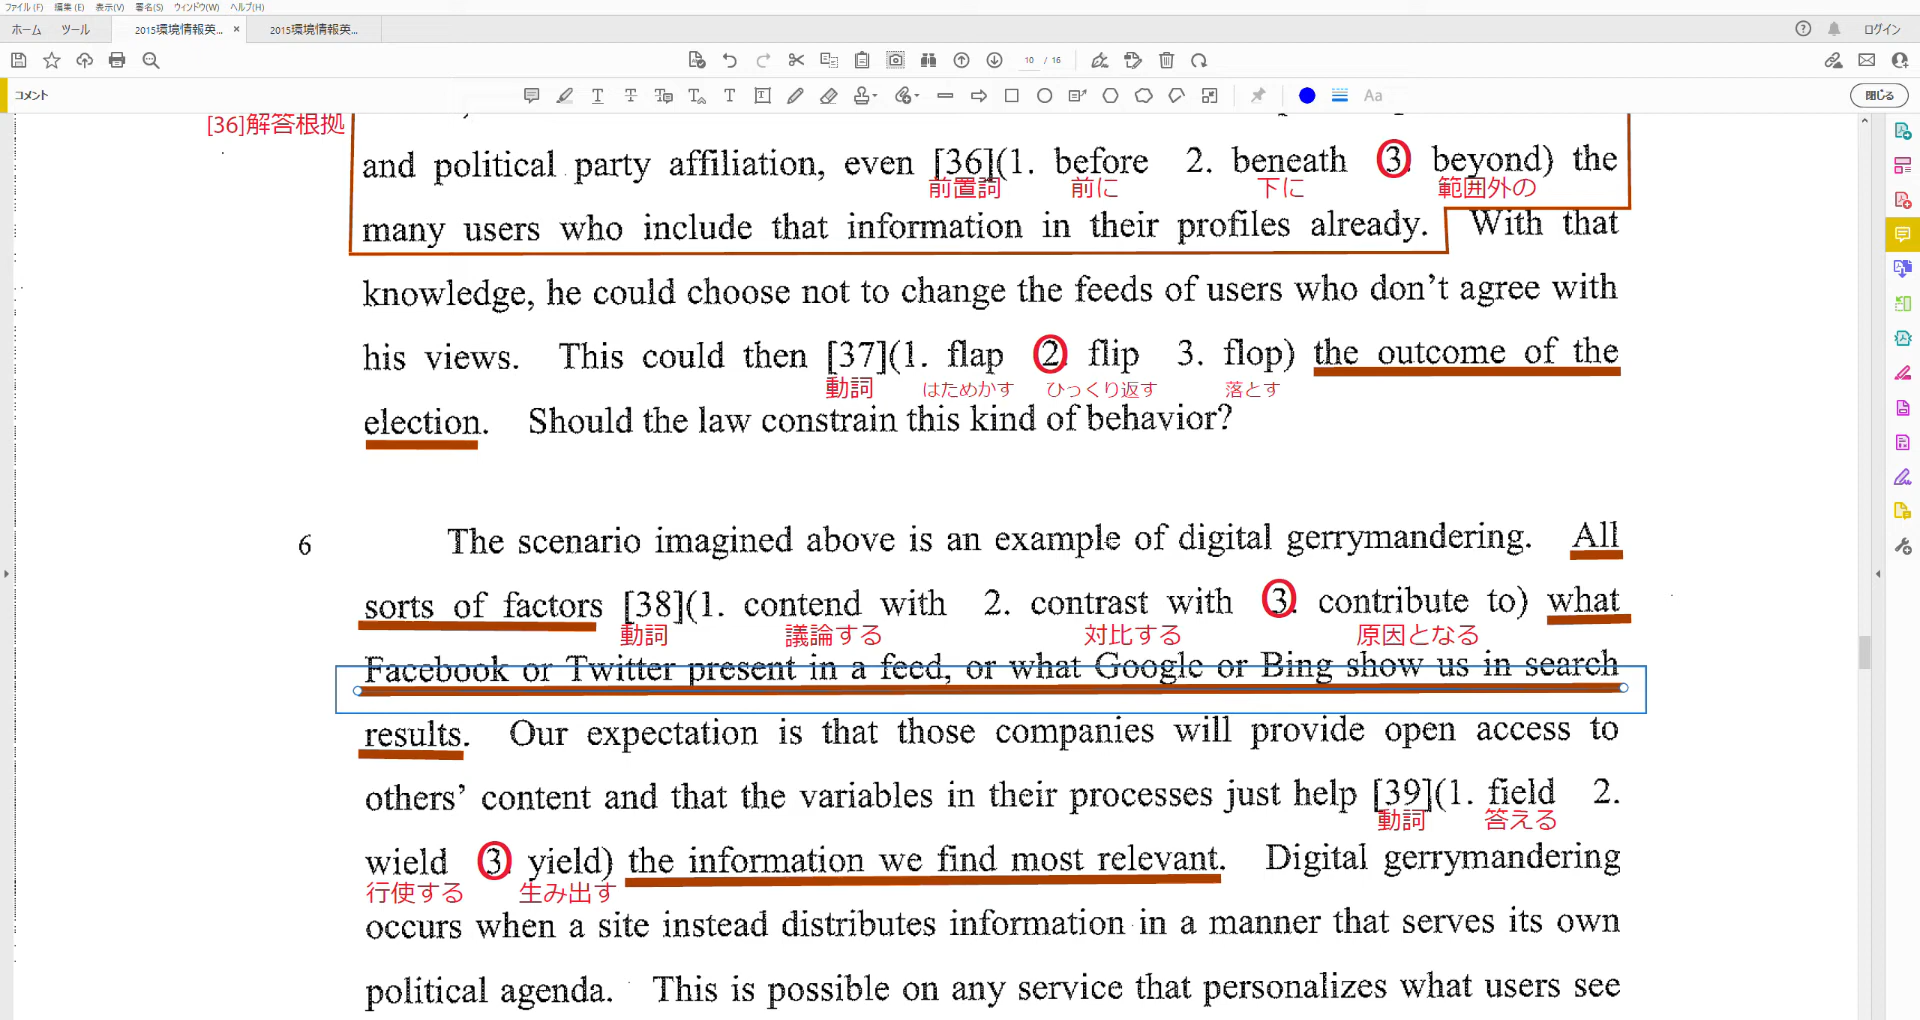 ファイル(F) 編集(E) 表示(V) 署名(S) ウィンドウ(W) ヘルプ(H)
ホーム ツール 2015環境情報英... × 2015環境情報英... ログイン
10 / 16
コメント Aa 閉じる
[36]解答根拠
and political party affiliation, even [36](1. before 2. beneath 3. beyond) the
前置詞 前に 下に 範囲外の
many users who include that information in their profiles already. With that
knowledge, he could choose not to change the feeds of users who don't agree with
his views. This could then [37](1. flap 2. flip 3. flop) the outcome of the
動詞 はためかす ひっくり返す 落とす
election. Should the law constrain this kind of behavior?
6 The scenario imagined above is an example of digital gerrymandering. All
sorts of factors [38](1. contend with 2. contrast with 3. contribute to) what
動詞 議論する 対比する 原因となる
Facebook or Twitter present in a feed, or what Google or Bing show us in search
results. Our expectation is that those companies will provide open access to
others' content and that the variables in their processes just help [39](1. field 2.
動詞 答える
wield 3. yield) the information we find most relevant. Digital gerrymandering
行使する 生み出す
occurs when a site instead distributes information in a manner that serves its own
political agenda. This is possible on any service that personalizes what users see